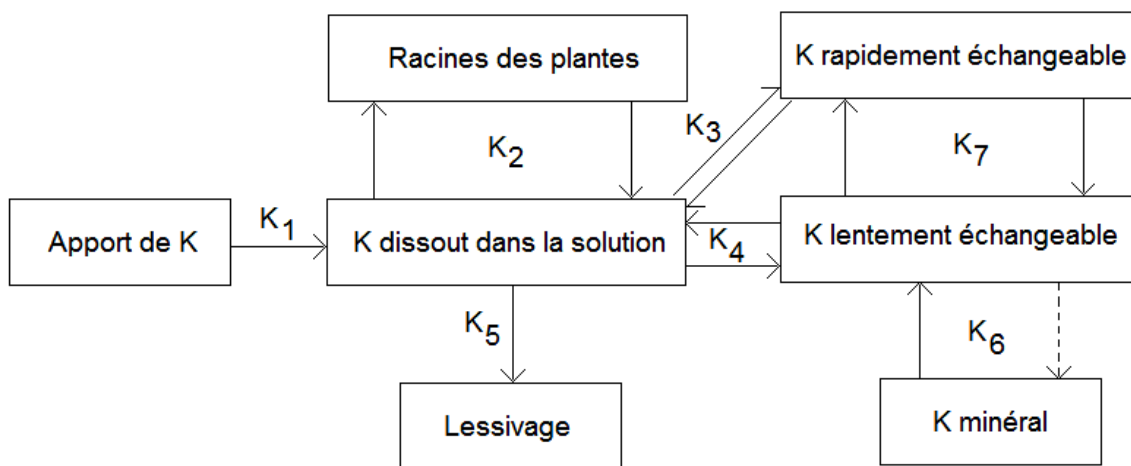 Racines des plantes
K rapidement échangeable
K3
K2
K7
Apport de K
K1
K dissout dans la solution
K4
K lentement échangeable
K5
K6
Lessivage
K minéral